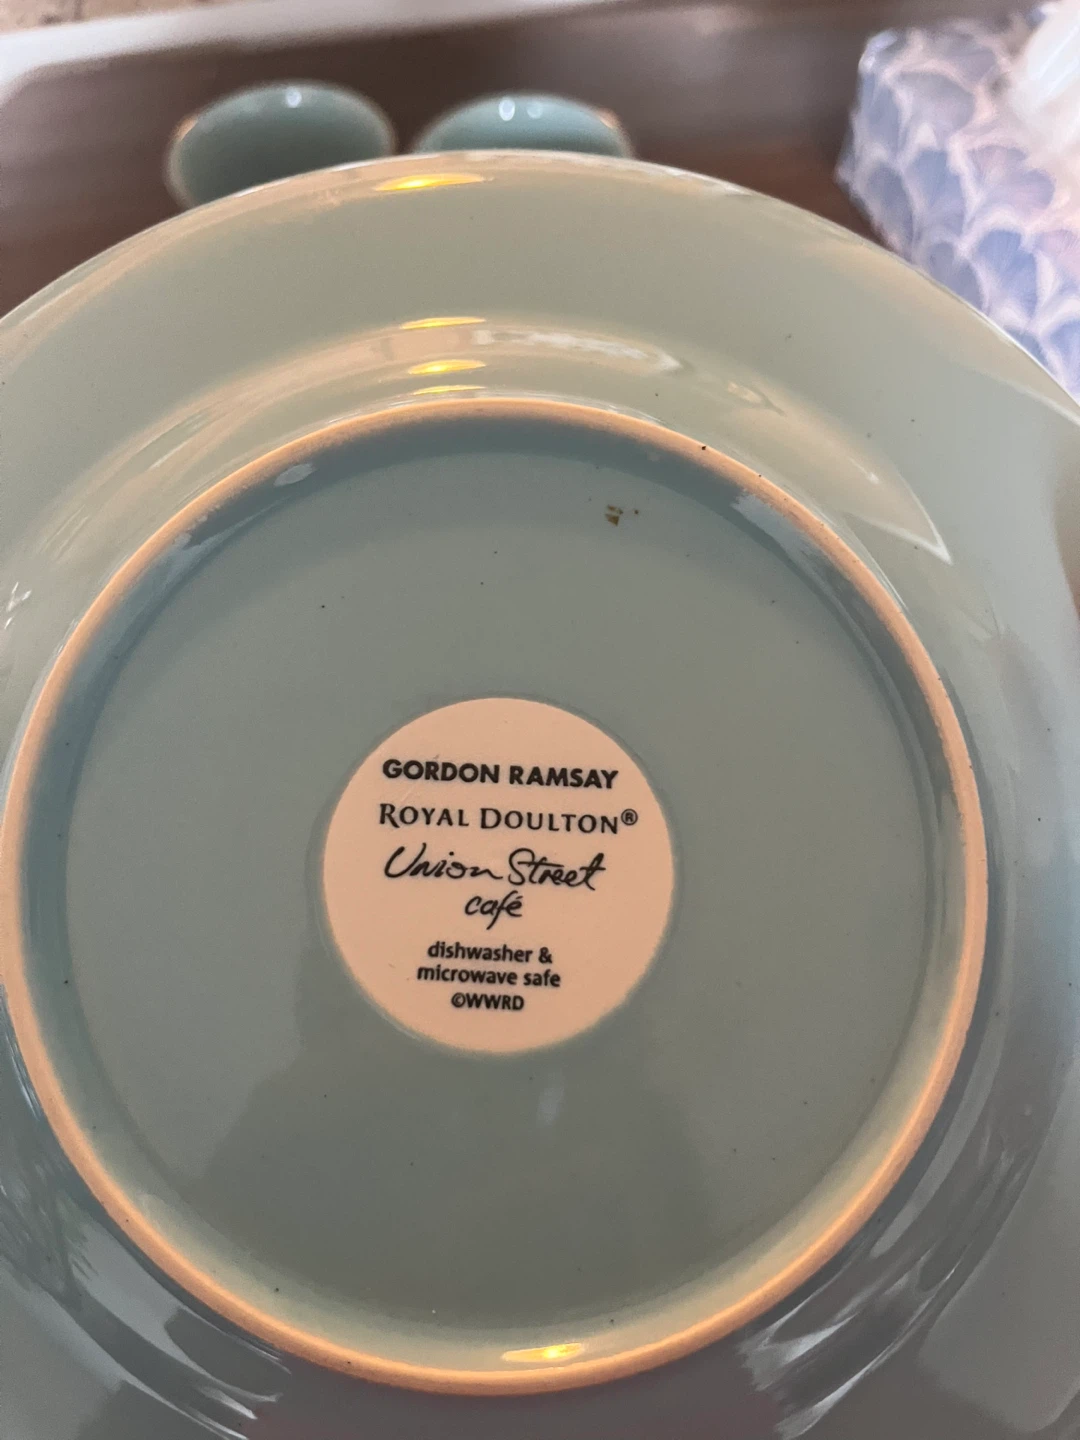 GORDON RAMSAY
ROYAL DOULTON®
Union Street
café
dishwasher &
microwave safe
©WWRD